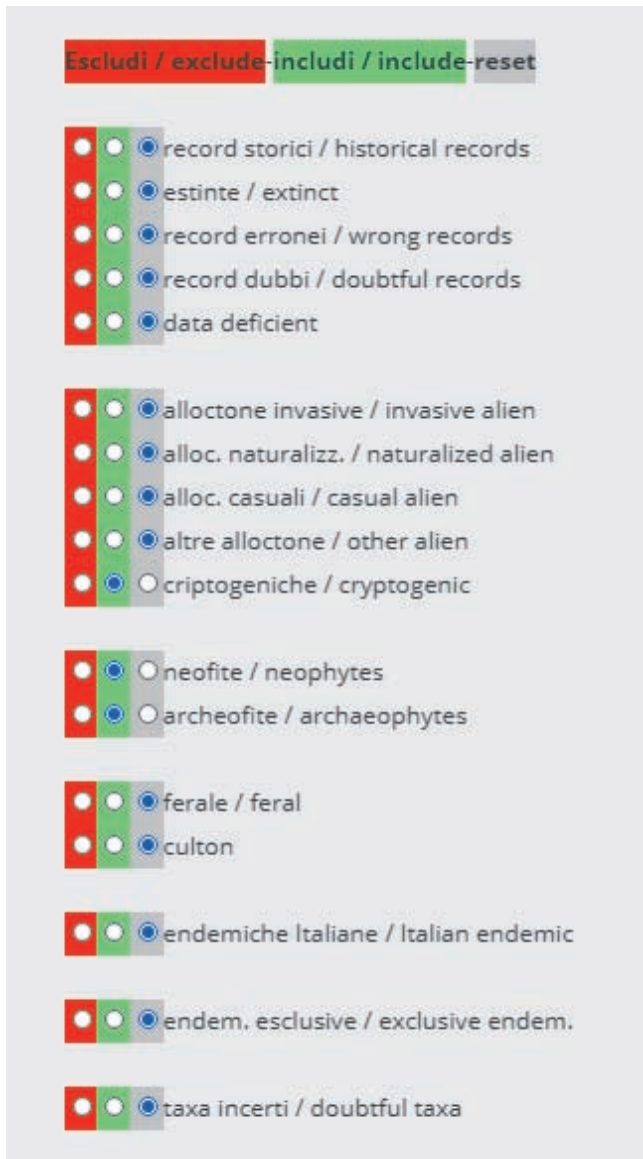 Escludi / exclude-includi / include-reset
record storici / historical records
estinte / extinct
record erronei / wrong records
record dubbi / doubtful records
data deficient
alloctone invasive / invasive alien
alloc. naturalizz. / naturalized alien
alloc. casuali / casual alien
altre alloctone / other alien
criptogeniche / cryptogenic
neofite / neophytes
archeofite / archaeophytes
ferale / feral
culton
endemiche Italiane / Italian endemic
endem. esclusive / exclusive endem.
taxa incerti / doubtful taxa